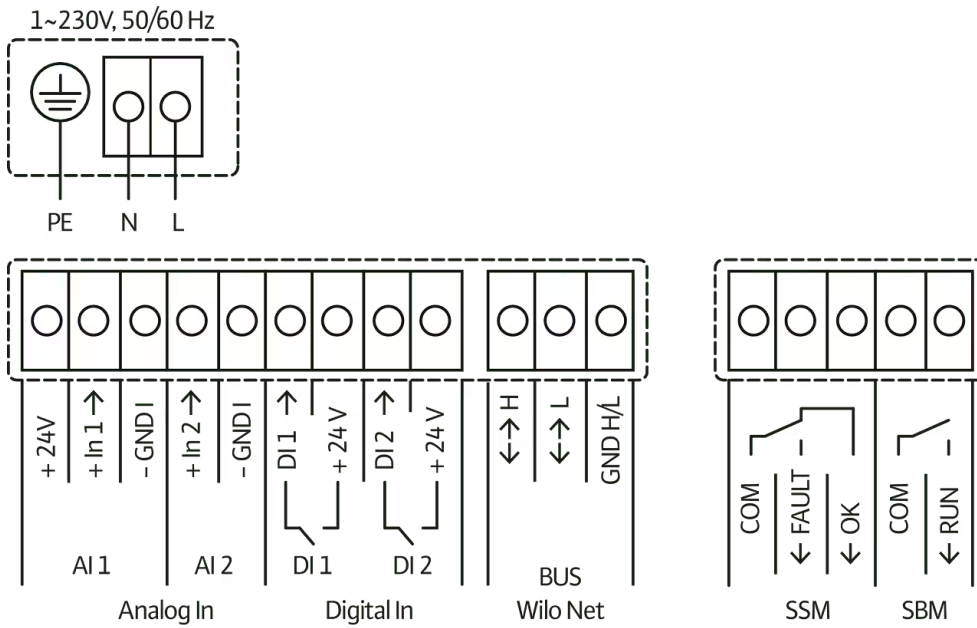 1~230V, 50/60 Hz
PE
N
L
+ 24V
+ In 1
- GND I
+ In 2
- GND I
DI 1
+ 24 V
DI 2
+ 24 V
H
L
GND H/L
COM
FAULT
OK
COM
RUN
AI 1
AI 2
DI 1
DI 2
BUS
Analog In
Digital In
Wilo Net
SSM
SBM